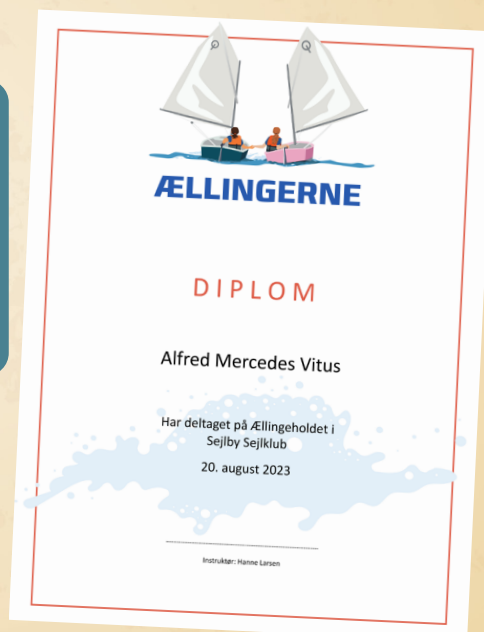 ÆLLINGERNE
DIPLOM
Alfred Mercedes Vitus
Har deltaget på Ællingeholdet i
Sejlby Sejlklub
20. august 2023
Instruktør: Hanne Larsen